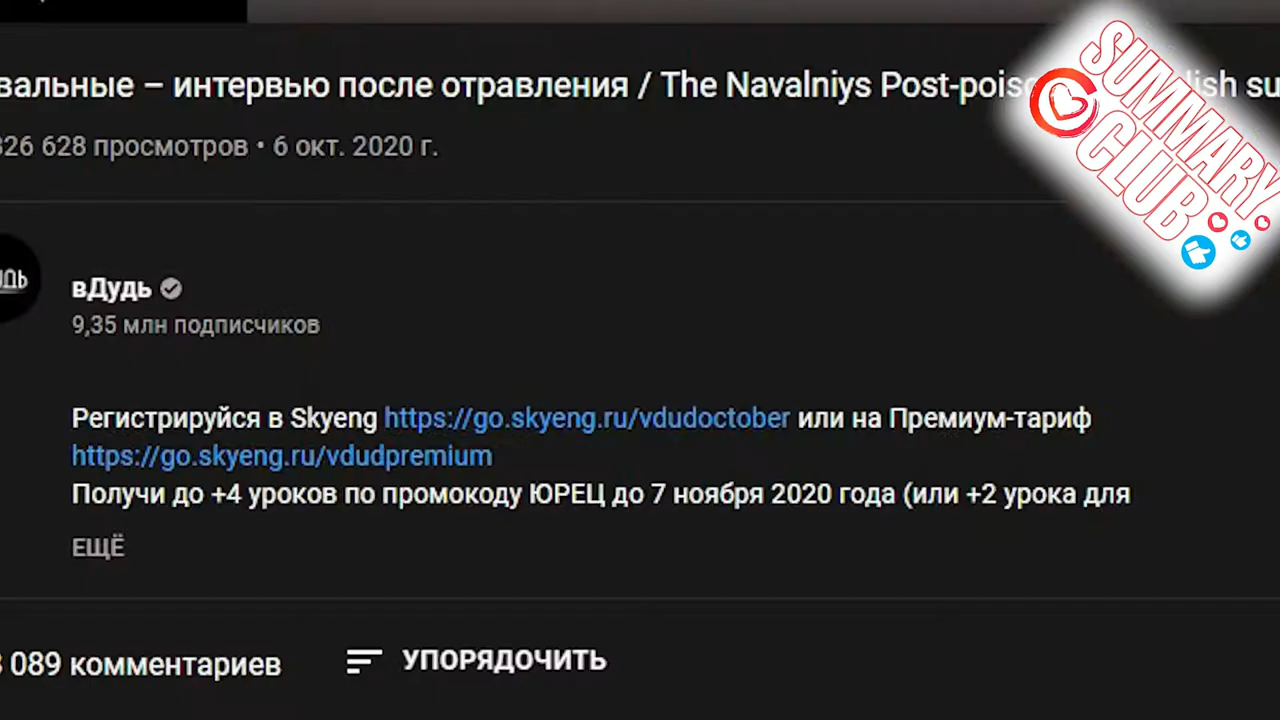 вальные – интервью после отравления / The Navalniys Post-poiso lish su
326 628 просмотров • 6 окт. 2020 г.
SUMMARY
CLUB
удь
вДудь
9,35 млн подписчиков
Регистрируйся в Skyeng https://go.skyeng.ru/vdudoctober или на Премиум-тариф
https://go.skyeng.ru/vdudpremium
Получи до +4 уроков по промокоду ЮРЕЦ до 7 ноября 2020 года (или +2 урока для
ЕЩЁ
089 комментариев
УПОРЯДОЧИТЬ